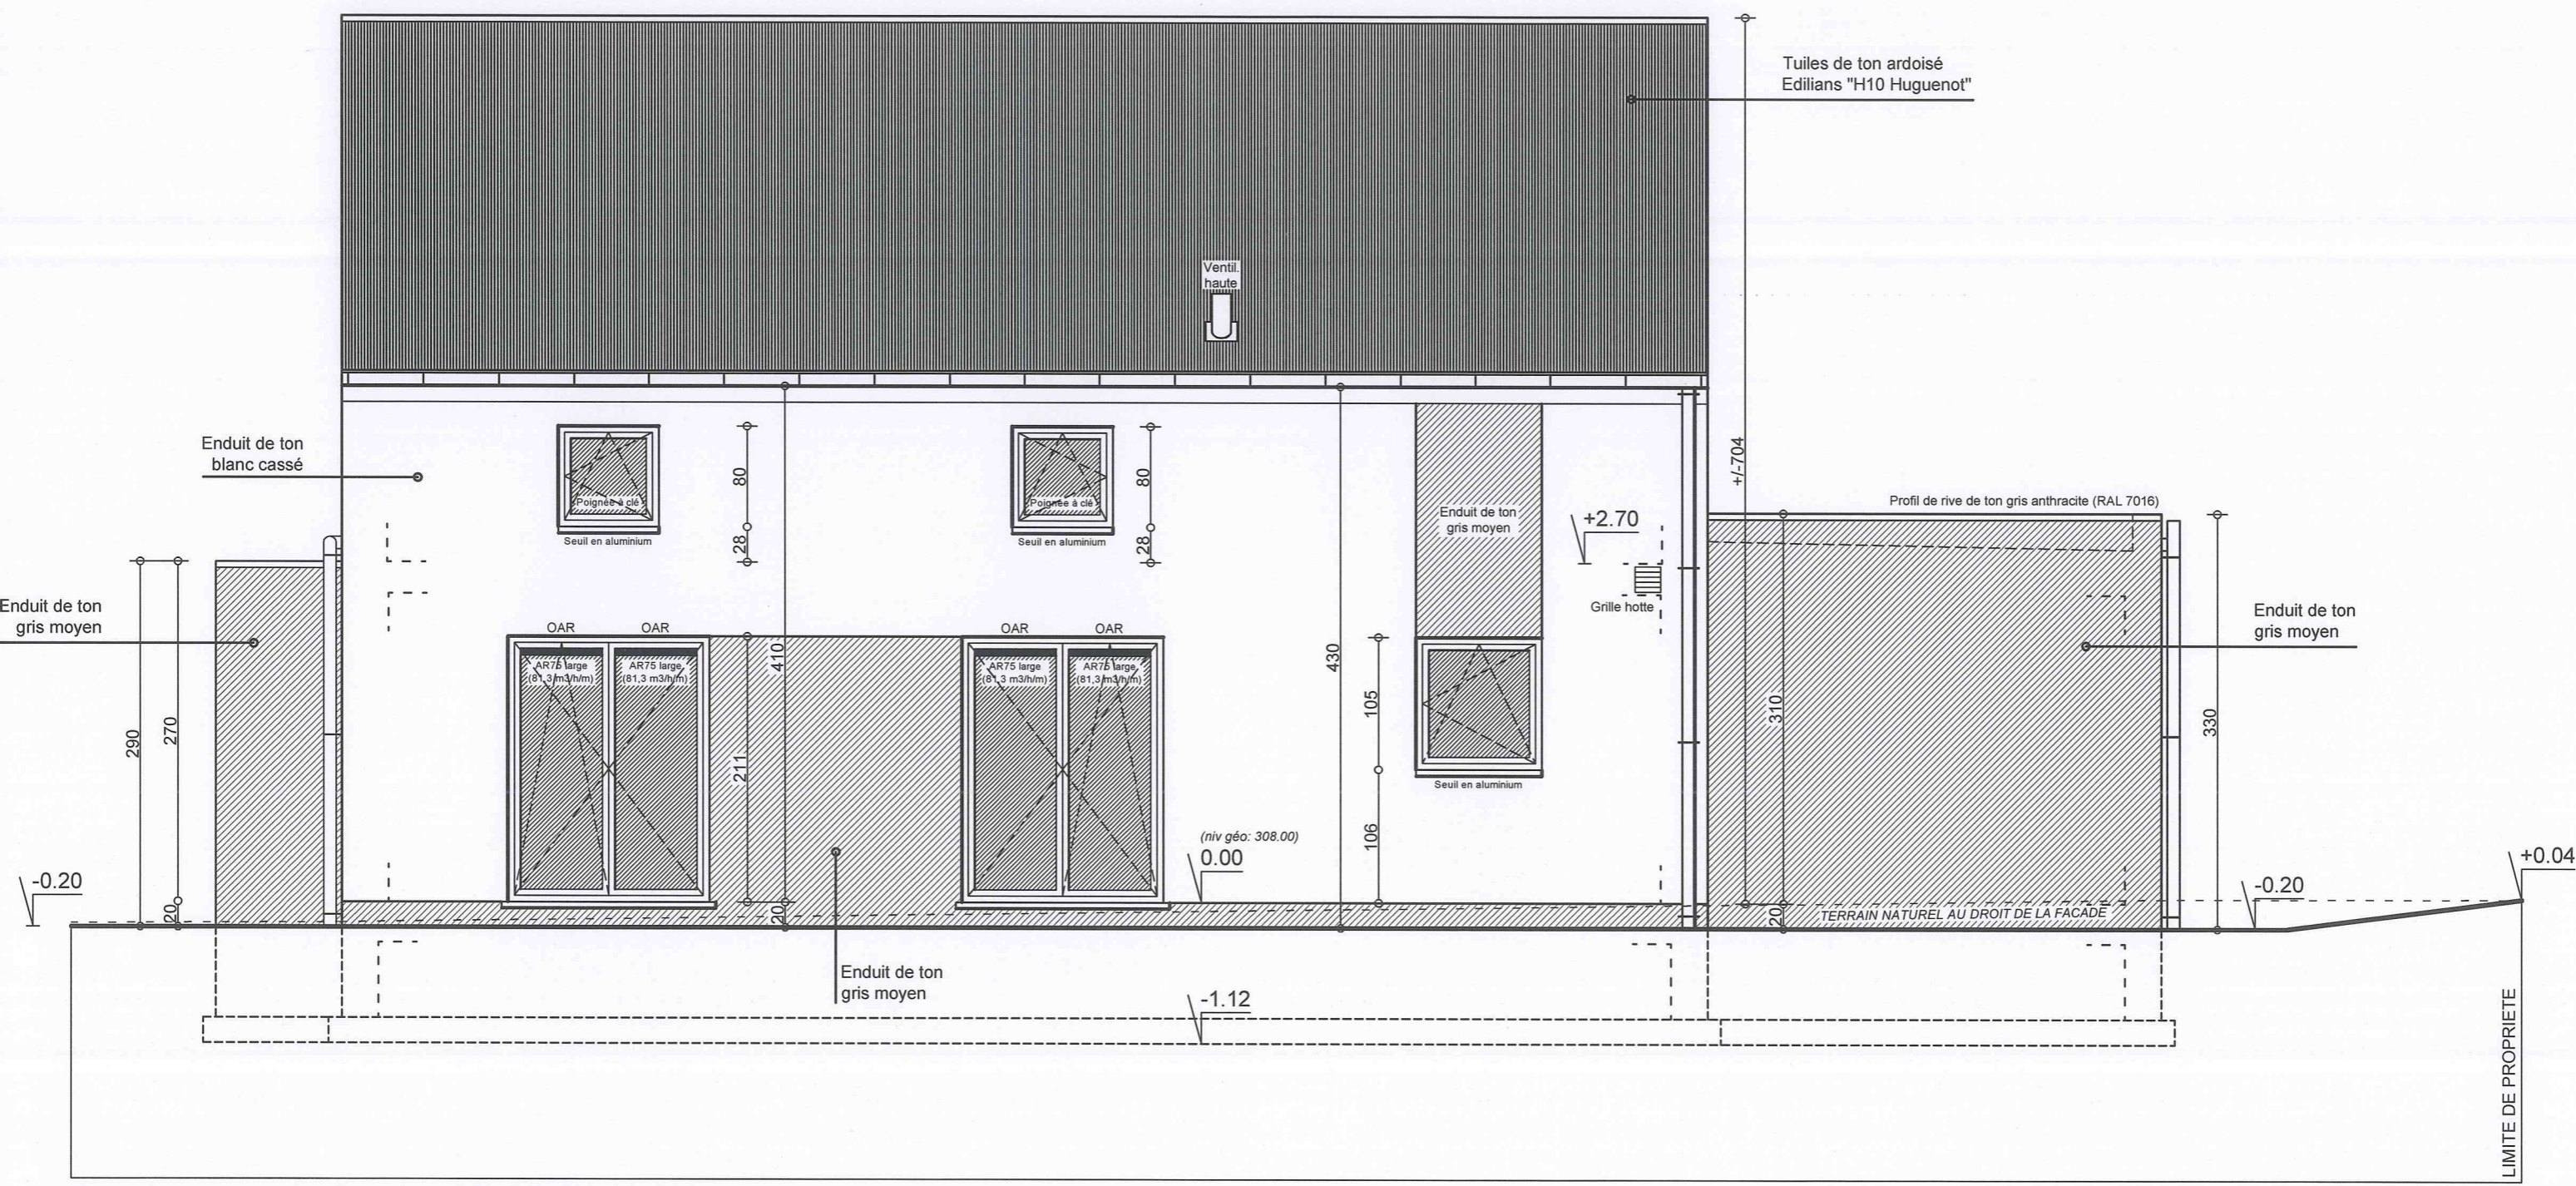 Tuiles de ton ardoisé
Edilians "H10 Huguenot"
Ventil.
haute
Enduit de ton
blanc cassé
80
28
Poignée à clé
Seuil en aluminium
80
28
Poignée à clé
Seuil en aluminium
Enduit de ton
gris moyen
+2.70
Grille hotte
+/-704
Profil de rive de ton gris anthracite (RAL 7016)
Enduit de ton
gris moyen
290
270
20
-0.20
OAR
OAR
AR75 large
(81,3 m3/h/m)
AR75 large
(81,3 m3/h/m)
211
410
20
OAR
OAR
AR75 large
(81,3 m3/h/m)
AR75 large
(81,3 m3/h/m)
430
105
106
Seuil en aluminium
(niv géo: 308.00)
0.00
310
20
330
Enduit de ton
gris moyen
TERRAIN NATUREL AU DROIT DE LA FACADE
-0.20
+0.04
Enduit de ton
gris moyen
-1.12
LIMITE DE PROPRIETE